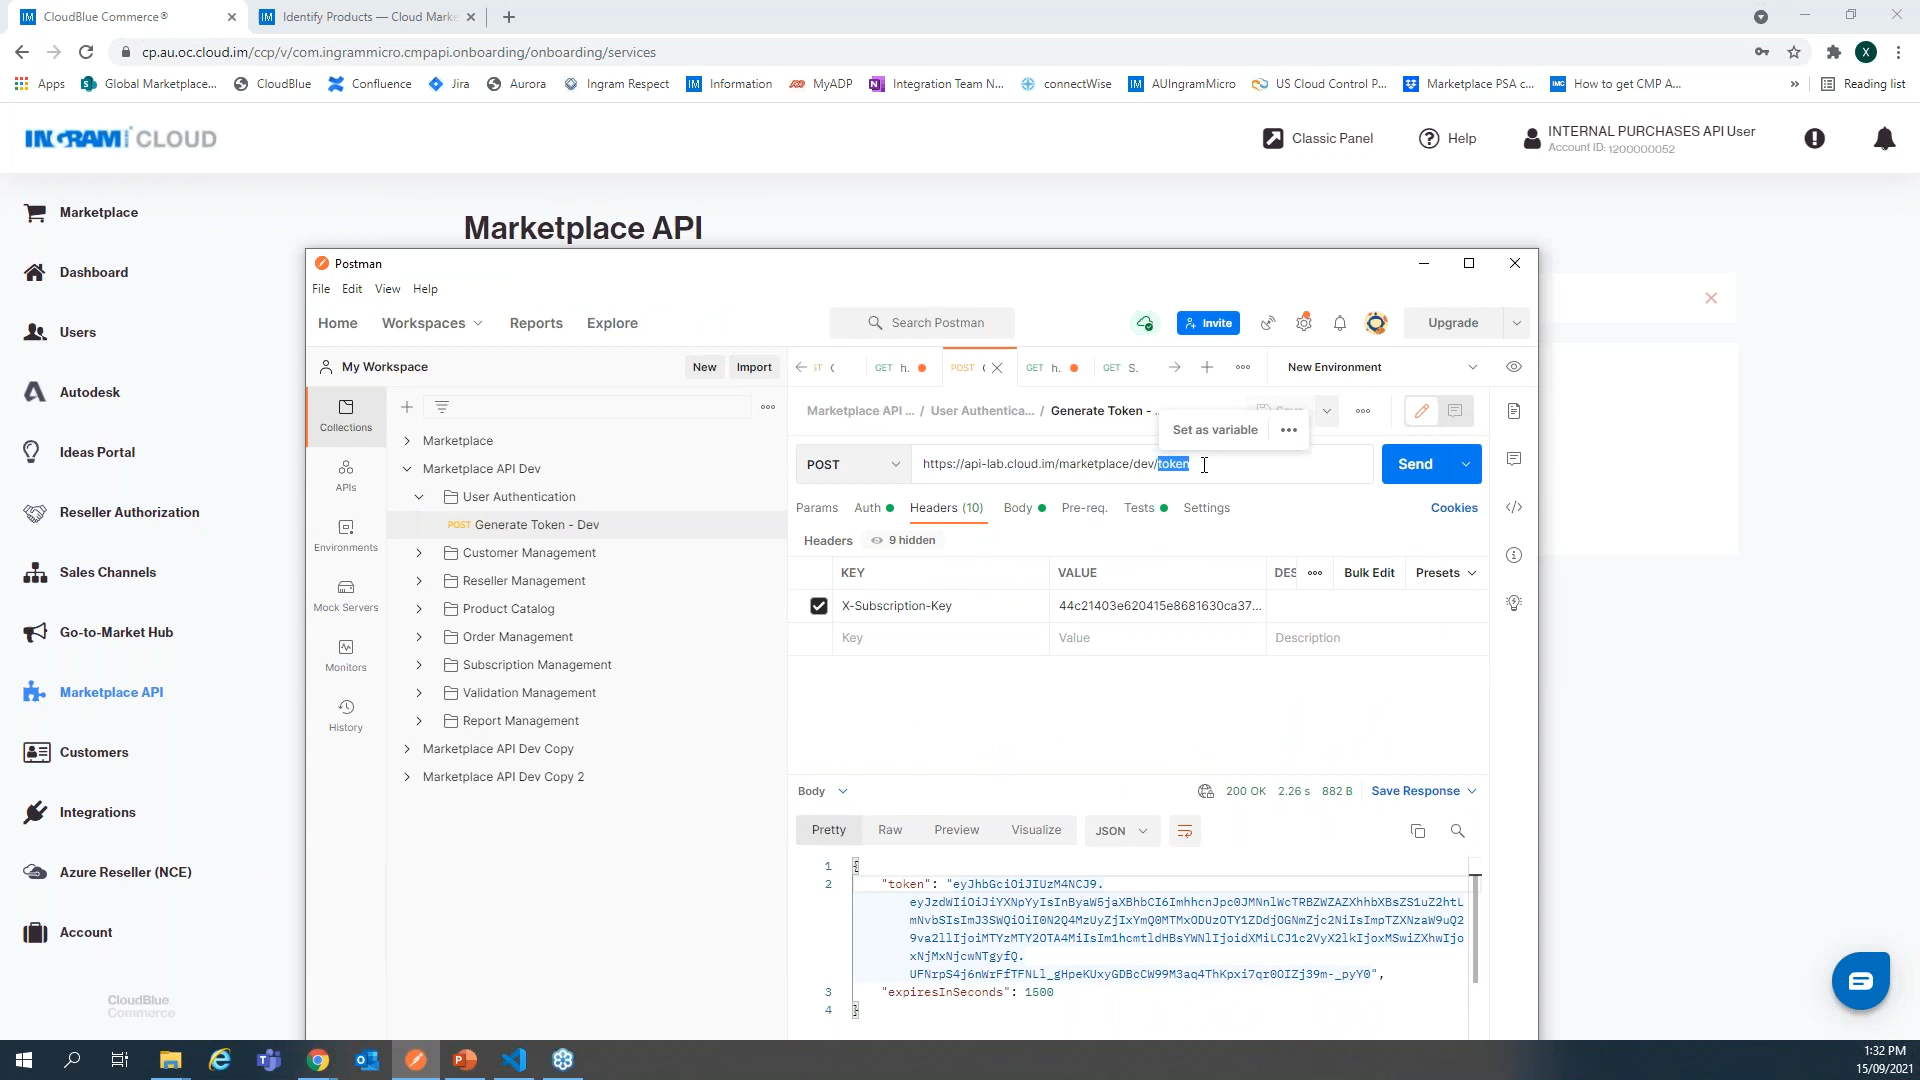 CloudBlue Commerce®
Identify Products — Cloud Marke
cp.au.oc.cloud.im/ccp/v/com.ingrammicro.cmpapi.onboarding/onboarding/services
X
Apps
Global Marketplace...
CloudBlue
Confluence
Jira
Aurora
Ingram Respect
Information
MyADP
Integration Team N...
connectWise
AUIngramMicro
US Cloud Control P...
Marketplace PSA c...
How to get CMP A...
»
Reading list
INGRAM CLOUD
Classic Panel
Help
INTERNAL PURCHASES API User
Account ID: 1200000052
Marketplace
Dashboard
Users
Autodesk
Ideas Portal
Reseller Authorization
Sales Channels
Go-to-Market Hub
Marketplace API
Customers
Integrations
Azure Reseller (NCE)
Account
CloudBlue
Commerce
Marketplace API
Postman
File Edit View Help
Home Workspaces Reports Explore
Search Postman
Invite
Upgrade
My Workspace
New
Import
GET h.
POST
GET h.
GET S.
New Environment
Collections
APIs
Environments
Mock Servers
Monitors
History
Marketplace
Marketplace API Dev
User Authentication
POST Generate Token - Dev
Customer Management
Reseller Management
Product Catalog
Order Management
Subscription Management
Validation Management
Report Management
Marketplace API Dev Copy
Marketplace API Dev Copy 2
Marketplace API ... / User Authentica... / Generate Token -
Set as variable
POST
https://api-lab.cloud.im/marketplace/dev/token
Send
Params Auth Headers (10) Body Pre-req. Tests Settings
Cookies
Headers 9 hidden
KEY VALUE DES Bulk Edit Presets
X-Subscription-Key 44c21403e620415e8681630ca37...
Key Value Description
Body
200 OK 2.26 s 882 B Save Response
Pretty Raw Preview Visualize JSON
1 {
2 "token": "eyJhbGciOiJIUzM4NCJ9.
3 "expiresInSeconds": 1500
4 }
1:32 PM
15/09/2021